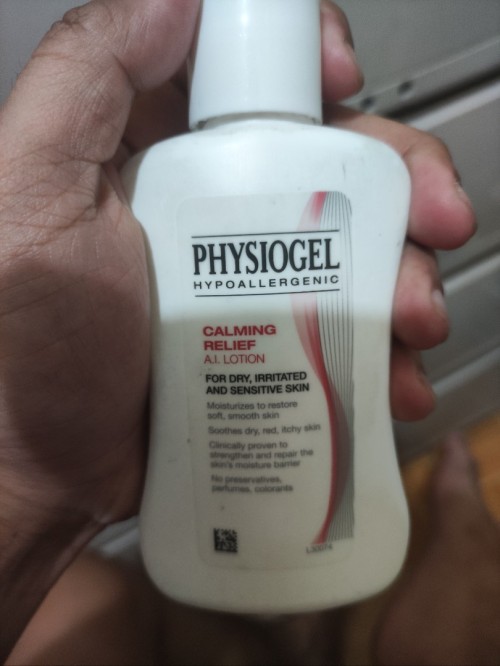 PHYSIOGEL
HYPOALLERGENIC
CALMING
RELIEF
A.I. LOTION
FOR DRY, IRRITATED
AND SENSITIVE SKIN
Moisturizes to restore
soft, smooth skin
Soothes dry, red, itchy skin
Clinically proven to
strengthen and repair the
skin's moisture barrier
No preservatives,
perfumes, colorants